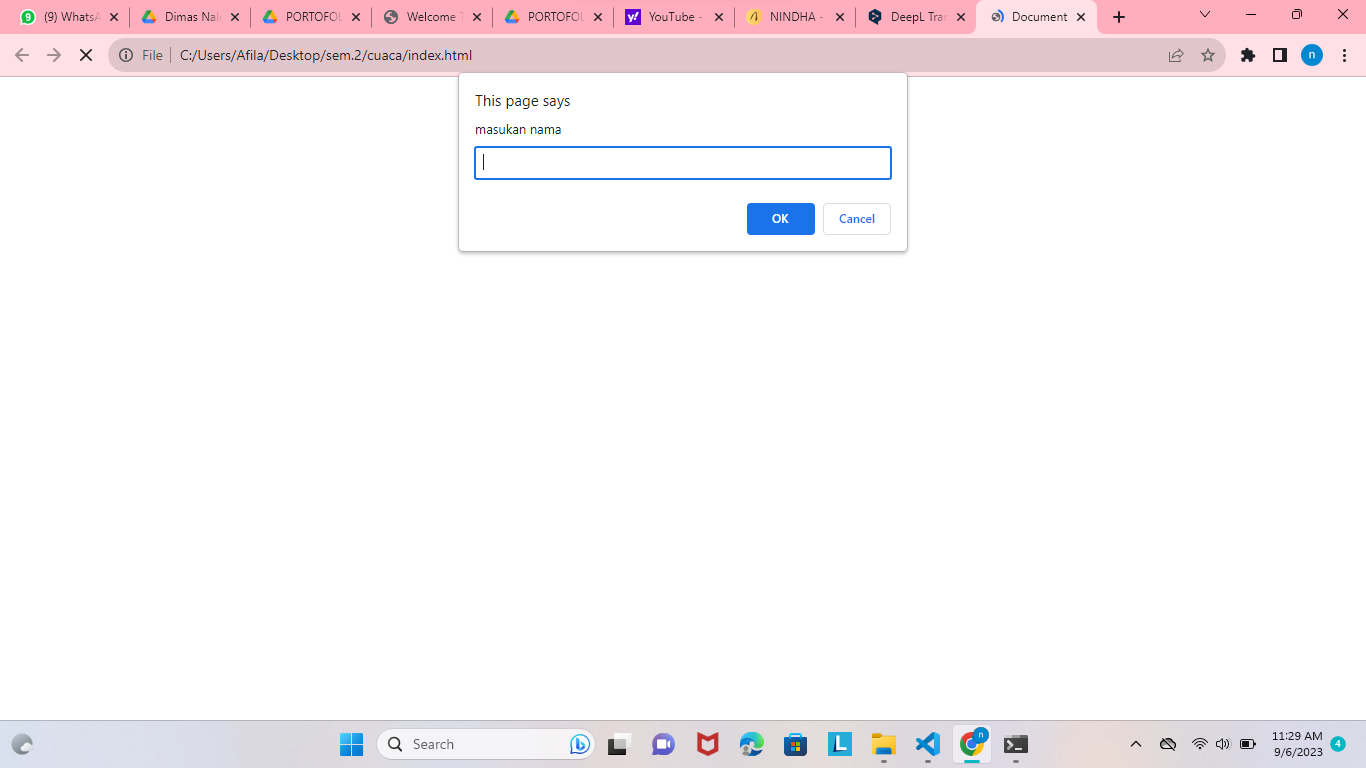 (9) WhatsA
Dimas Nal
PORTOFOL
Welcome T
PORTOFOL
YouTube -
NINDHA -
DeepL Tran
Document
File
C:/Users/Afila/Desktop/sem.2/cuaca/index.html
n
This page says
masukan nama
OK
Cancel
Search
n
11:29 AM
9/6/2023
4